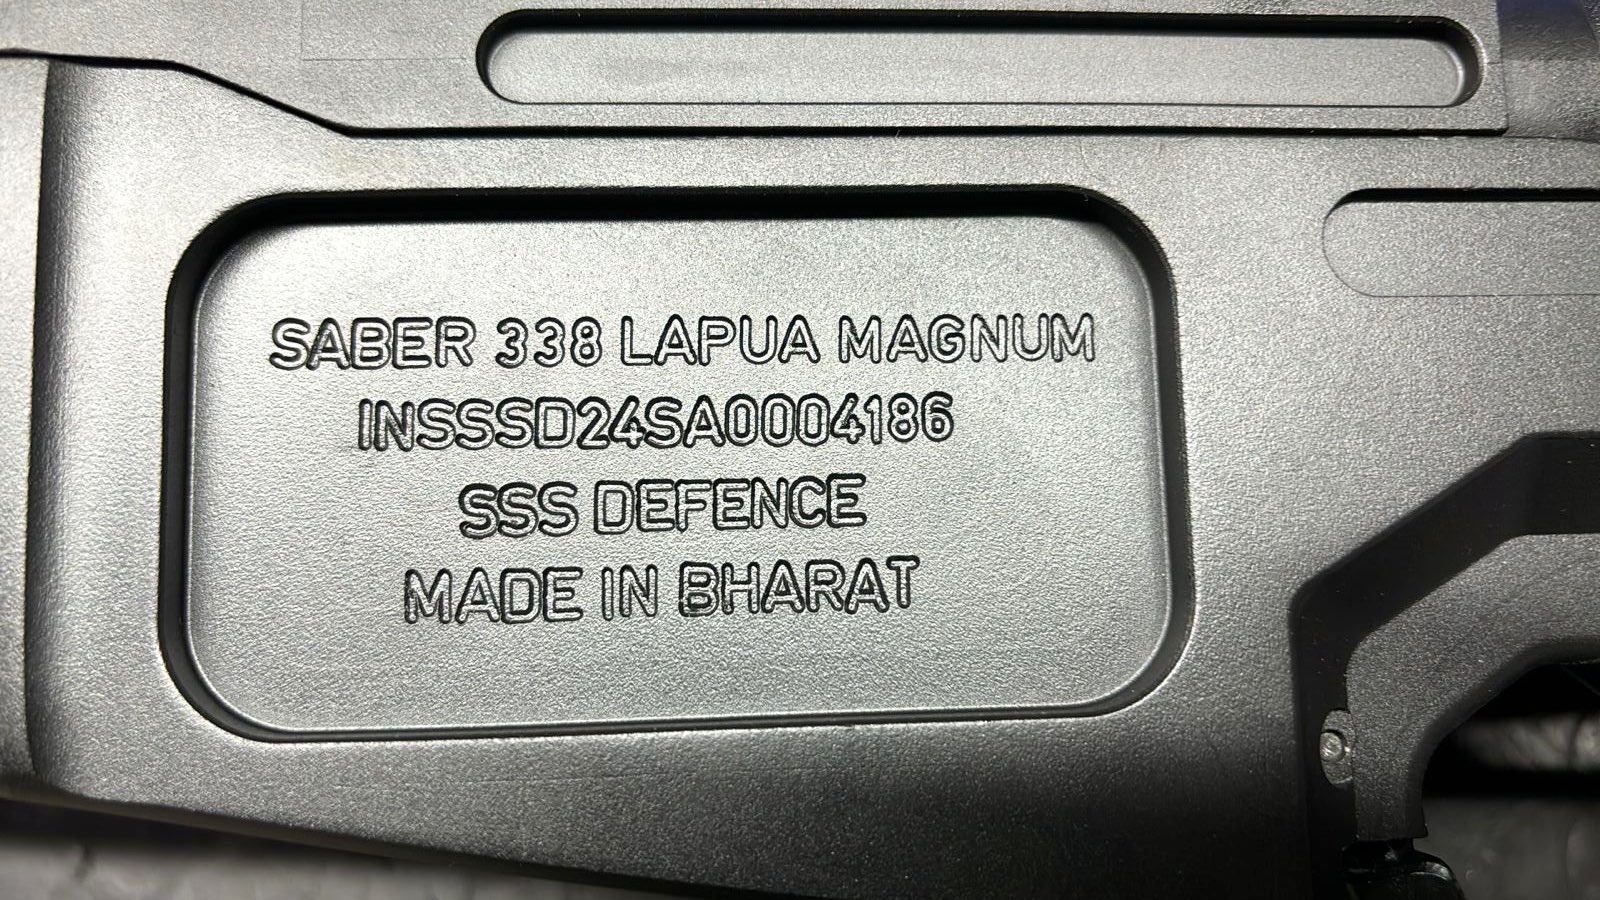 SABER 338 LAPUA MAGNUM
INSSSD24SA0004186
SSS DEFENCE
MADE IN BHARAT